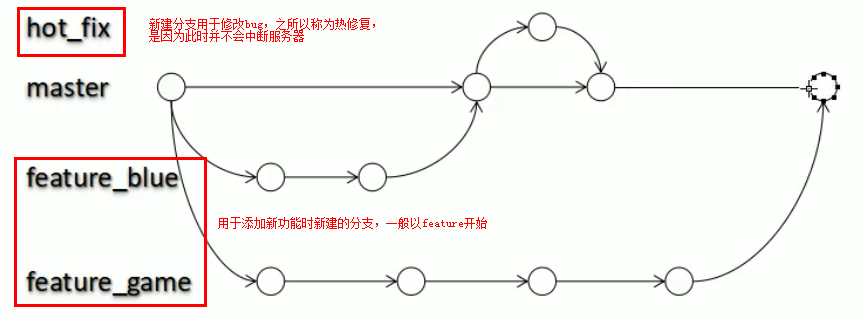 hot_fix
新建分支用于修改bug，之所以称为热修复，
是因为此时并不会中断服务器
master
feature_blue
用于添加新功能时新建的分支，一般以feature开始
feature_game